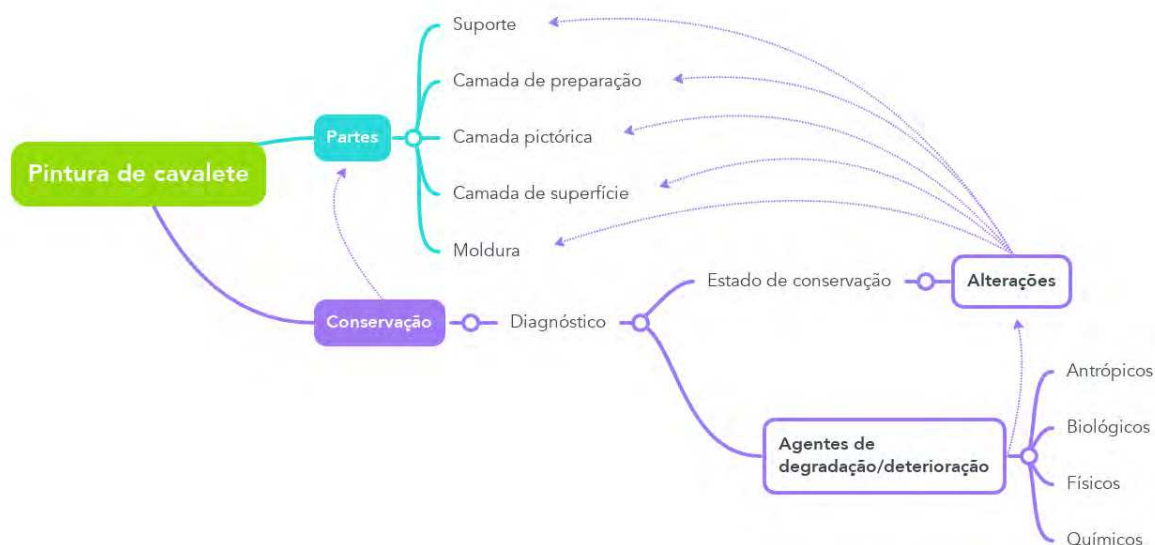 Pintura de cavalete
Partes
Suporte
Camada de preparação
Camada pictórica
Camada de superfície
Moldura
Conservação
Diagnóstico
Estado de conservação
Alterações
Agentes de
degradação/deterioração
Antrópicos
Biológicos
Físicos
Químicos